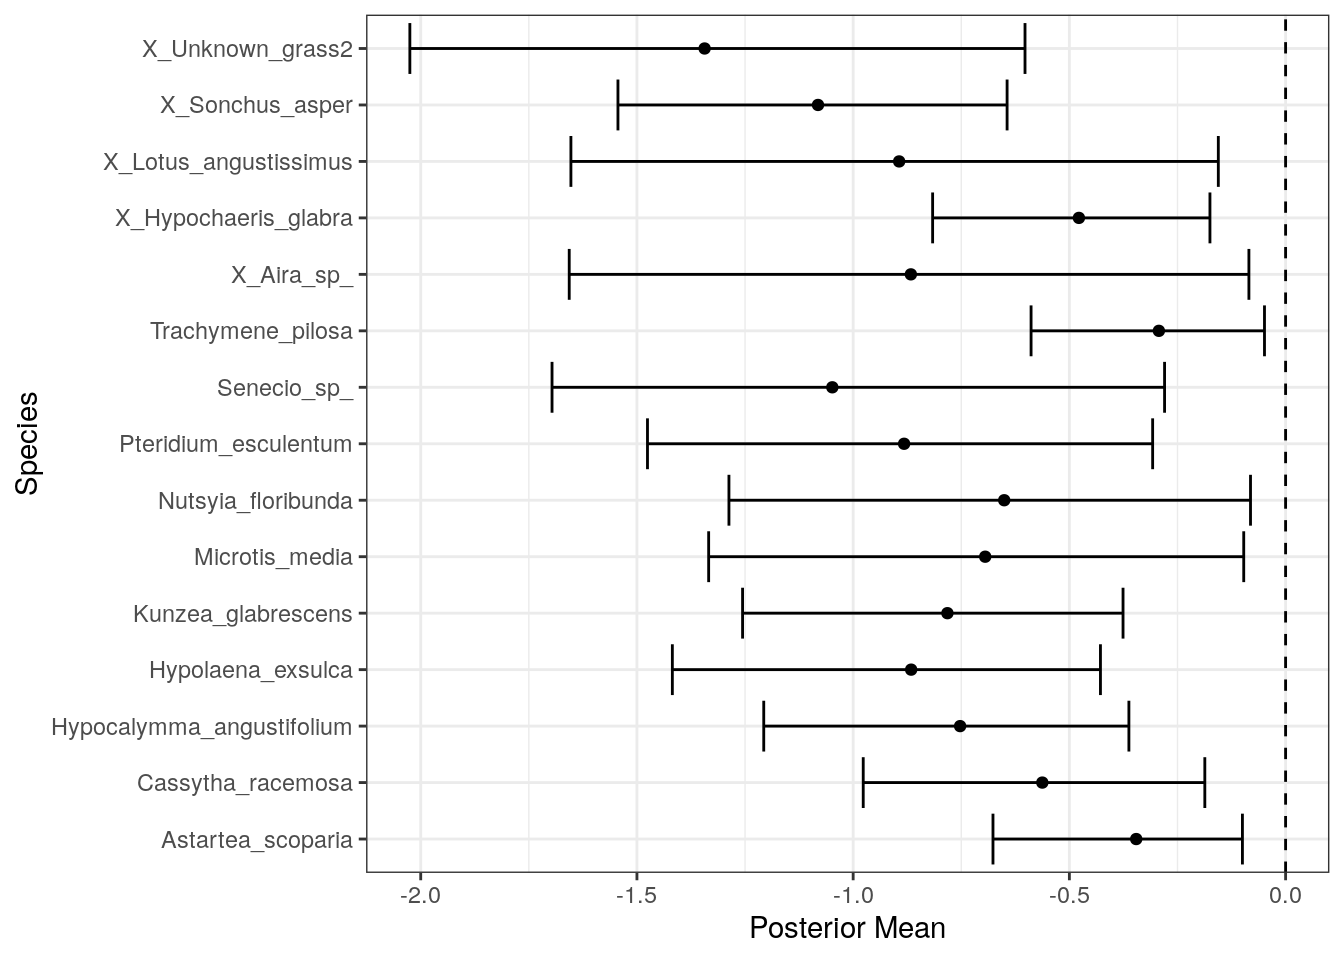 X_Unknown_grass2
X_Sonchus_asper
X_Lotus_angustissimus
X_Hypochaeris_glabra
X_Aira_sp_
Trachymene_pilosa
Senecio_sp_
Pteridium_esculentum
Nutsyia_floribunda
Microtis_media
Kunzea_glabrescens
Hypolaena_exsulca
Hypocalymma_angustifolium
Cassytha_racemosa
Astartea_scoparia
Species
-2.0 -1.5 -1.0 -0.5 0.0
Posterior Mean